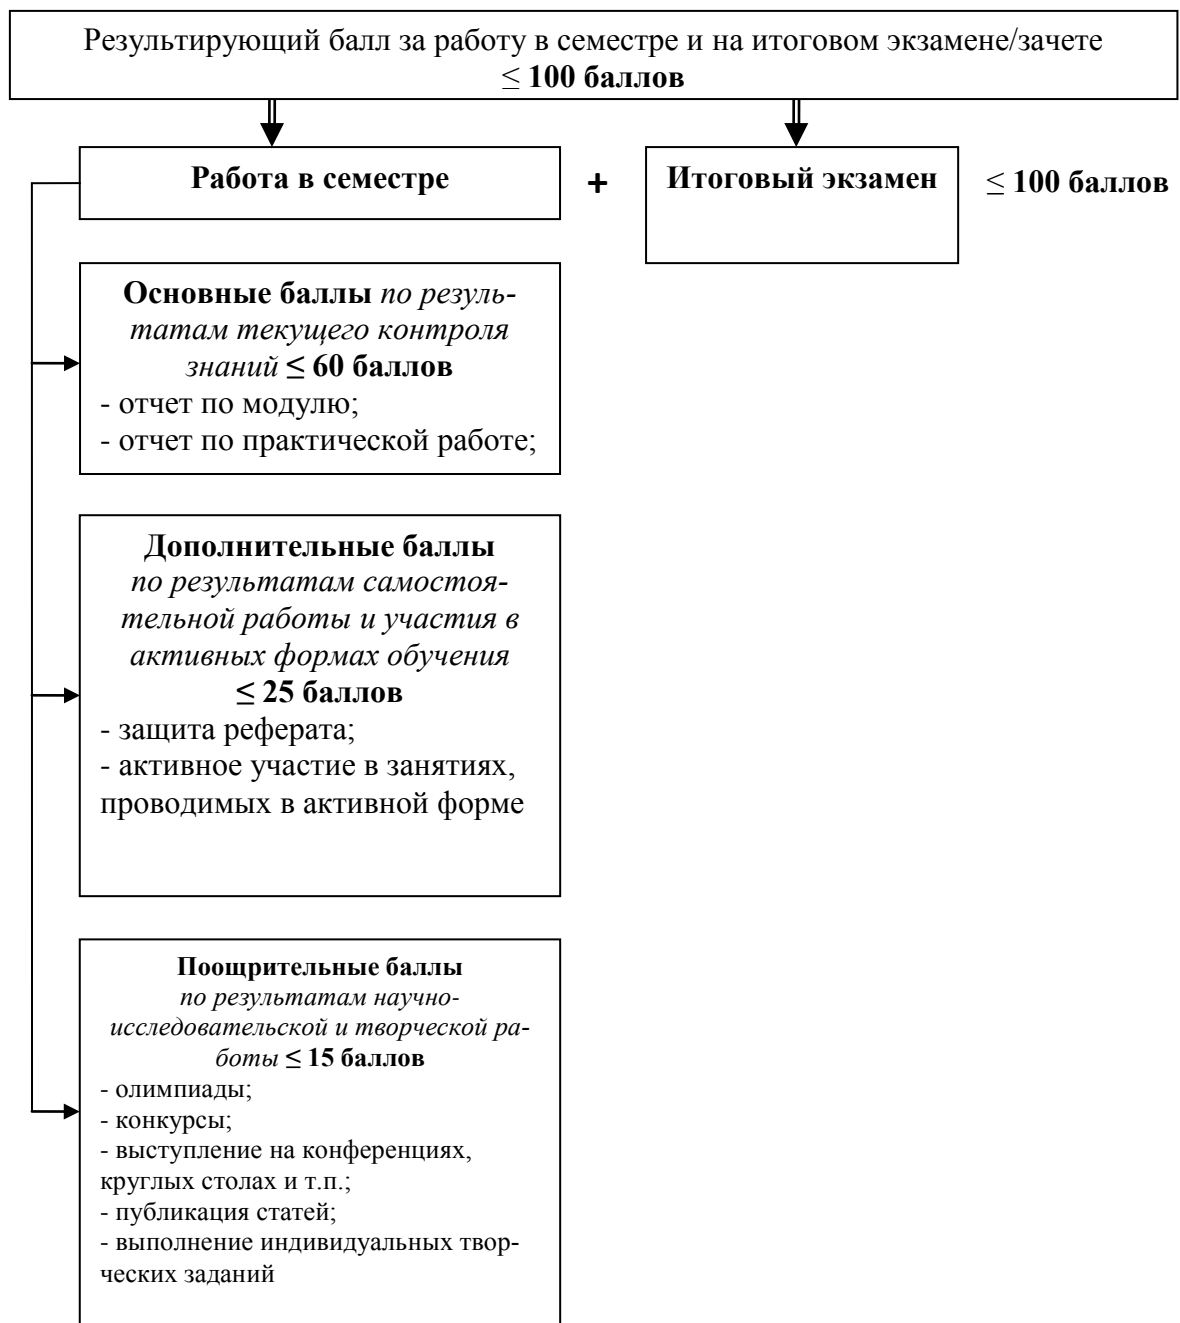 Результирующий балл за работу в семестре и на итоговом экзамене/зачете
≤ 100 баллов
Работа в семестре
+
Итоговый экзамен
≤ 100 баллов
Основные баллы по резуль-
татам текущего контроля
знаний ≤ 60 баллов
- отчет по модулю;
- отчет по практической работе;
Дополнительные баллы
по результатам самостоя-
тельной работы и участия в
активных формах обучения
≤ 25 баллов
- защита реферата;
- активное участие в занятиях,
проводимых в активной форме
Поощрительные баллы
по результатам научно-
исследовательской и творческой ра-
боты ≤ 15 баллов
- олимпиады;
- конкурсы;
- выступление на конференциях,
круглых столах и т.п.;
- публикация статей;
- выполнение индивидуальных твор-
ческих заданий